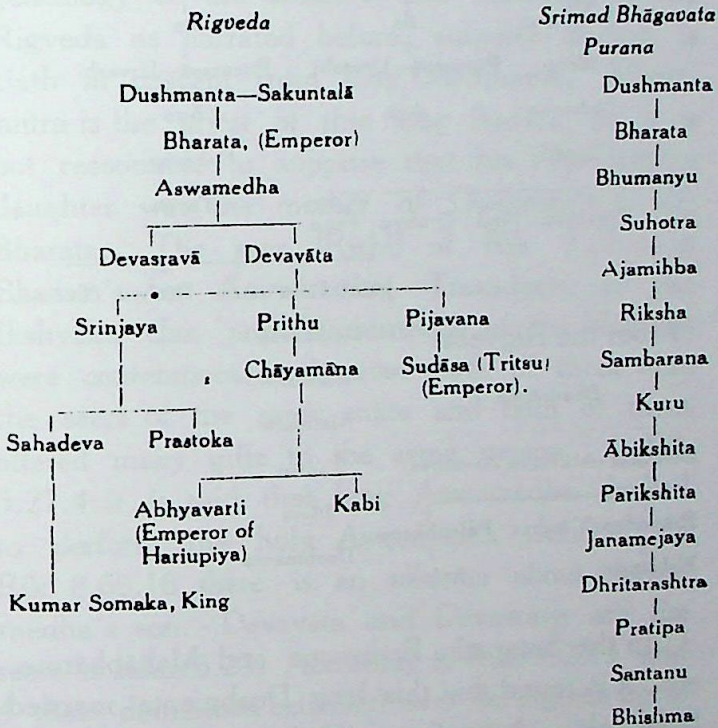 Rigveda
Dushmanta—Sakuntalā
Bharata, (Emperor)
Aswamedha
Devasravā Devavāta
Srinjaya Prithu Pijavana
Chāyamāna Sudāsa (Tritsu)
(Emperor).
Sahadeva Prastoka
Abhyavarti Kabi
(Emperor of
Hariupiya)
Kumar Somaka, King
Srimad Bhāgavata
Purana
Dushmanta
Bharata
Bhumanyu
Suhotra
Ajamihba
Riksha
Sambarana
Kuru
Ābikshita
Parikshita
Janamejaya
Dhritarashtra
Pratipa
Santanu
Bhishma